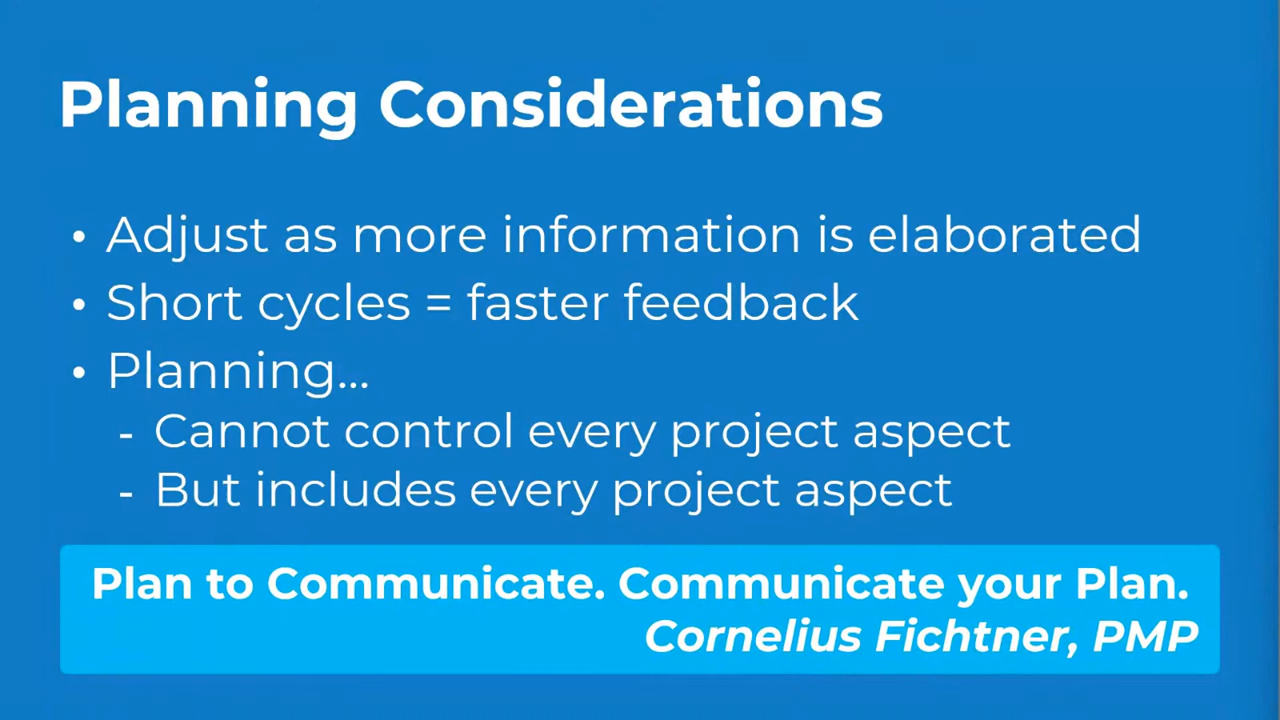 Planning Considerations
• Adjust as more information is elaborated
• Short cycles = faster feedback
• Planning...
- Cannot control every project aspect
- But includes every project aspect
Plan to Communicate. Communicate your Plan.
Cornelius Fichtner, PMP